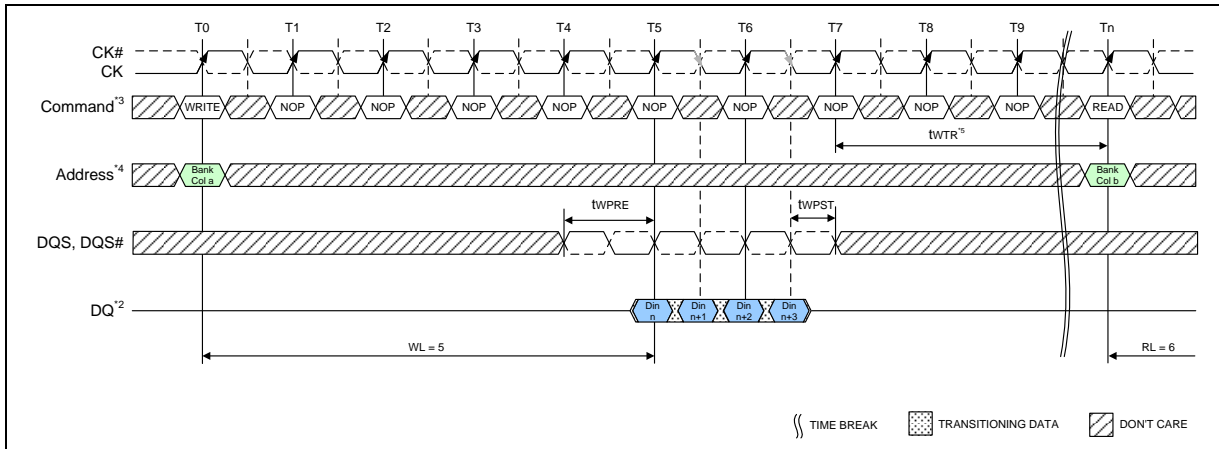 T0 T1 T2 T3 T4 T5 T6 T7 T8 T9 Tn
CK#
CK
Command*3 WRITE NOP NOP NOP NOP NOP NOP NOP NOP NOP READ
tWTR*5
Address*4 Bank Col a Bank Col b
tWPRE tWPST
DQS, DQS#
DQ*2 Din n Din n+1 Din n+2 Din n+3
WL = 5 RL = 6
TIME BREAK TRANSITIONING DATA DON'T CARE